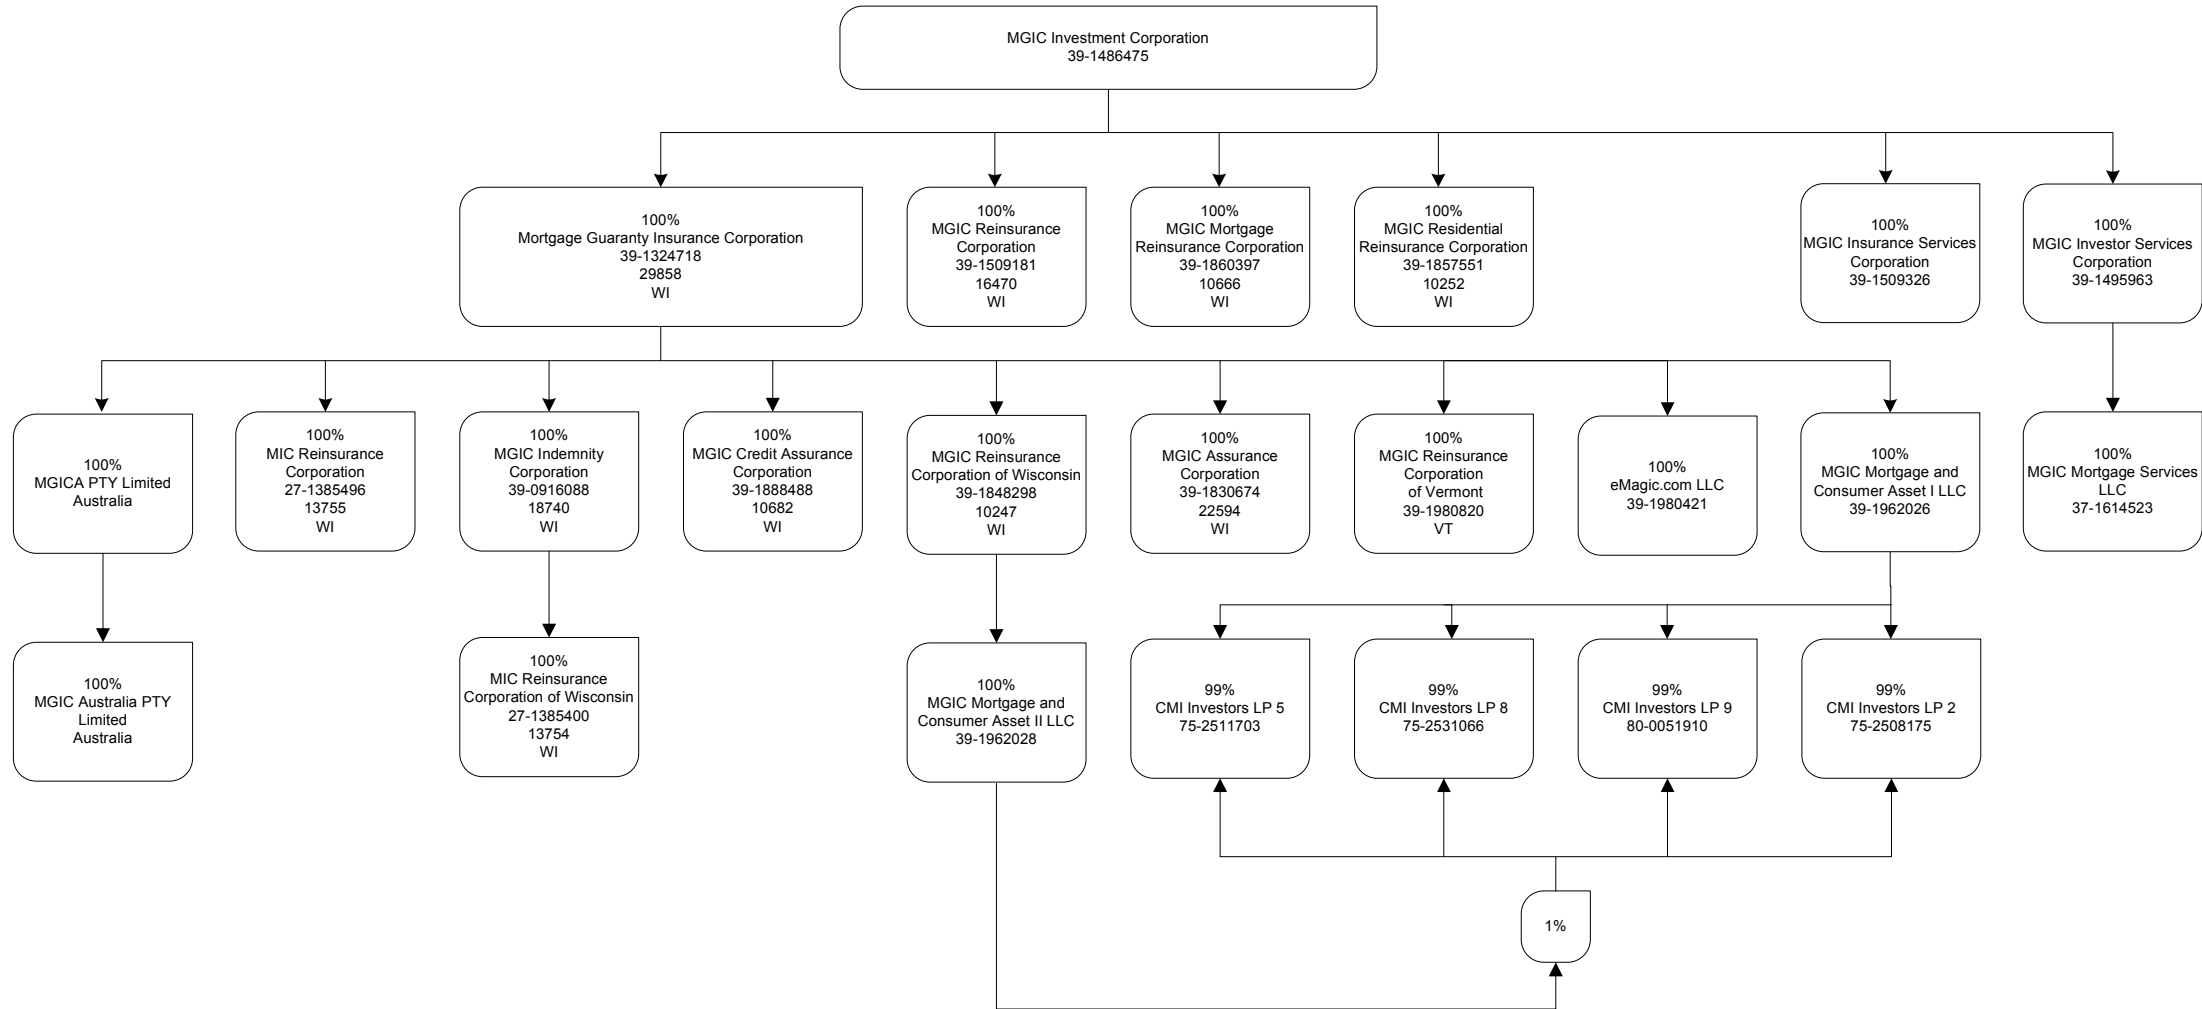 MGIC Investment Corporation
39-1486475
100%
Mortgage Guaranty Insurance Corporation
39-1324718
29858
WI
100%
MGIC Reinsurance
Corporation
39-1509181
16470
WI
100%
MGIC Mortgage
Reinsurance Corporation
39-1860397
10666
WI
100%
MGIC Residential
Reinsurance Corporation
39-1857551
10252
WI
100%
MGIC Insurance Services
Corporation
39-1509326
100%
MGIC Investor Services
Corporation
39-1495963
100%
MGICA PTY Limited
Australia
100%
MIC Reinsurance
Corporation
27-1385496
13755
WI
100%
MGIC Indemnity
Corporation
39-0916088
18740
WI
100%
MGIC Credit Assurance
Corporation
39-1888488
10682
WI
100%
MGIC Reinsurance
Corporation of Wisconsin
39-1848298
10247
WI
100%
MGIC Assurance
Corporation
39-1830674
22594
WI
100%
MGIC Reinsurance
Corporation
of Vermont
39-1980820
VT
100%
eMagic.com LLC
39-1980421
100%
MGIC Mortgage and
Consumer Asset I LLC
39-1962026
100%
MGIC Mortgage Services
LLC
37-1614523
100%
MGIC Australia PTY
Limited
Australia
100%
MIC Reinsurance
Corporation of Wisconsin
27-1385400
13754
WI
100%
MGIC Mortgage and
Consumer Asset II LLC
39-1962028
99%
CMI Investors LP 5
75-2511703
99%
CMI Investors LP 8
75-2531066
99%
CMI Investors LP 9
80-0051910
99%
CMI Investors LP 2
75-2508175
1%